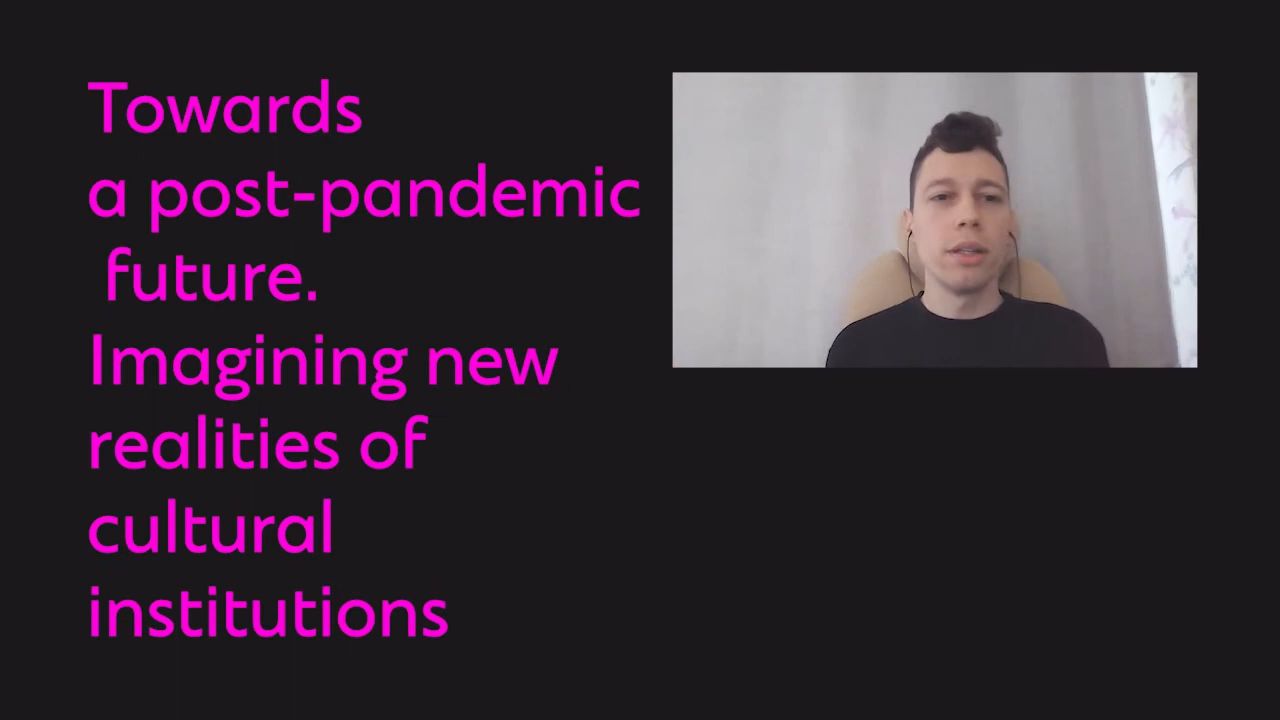 Towards
a post-pandemic
future.
Imagining new
realities of
cultural
institutions